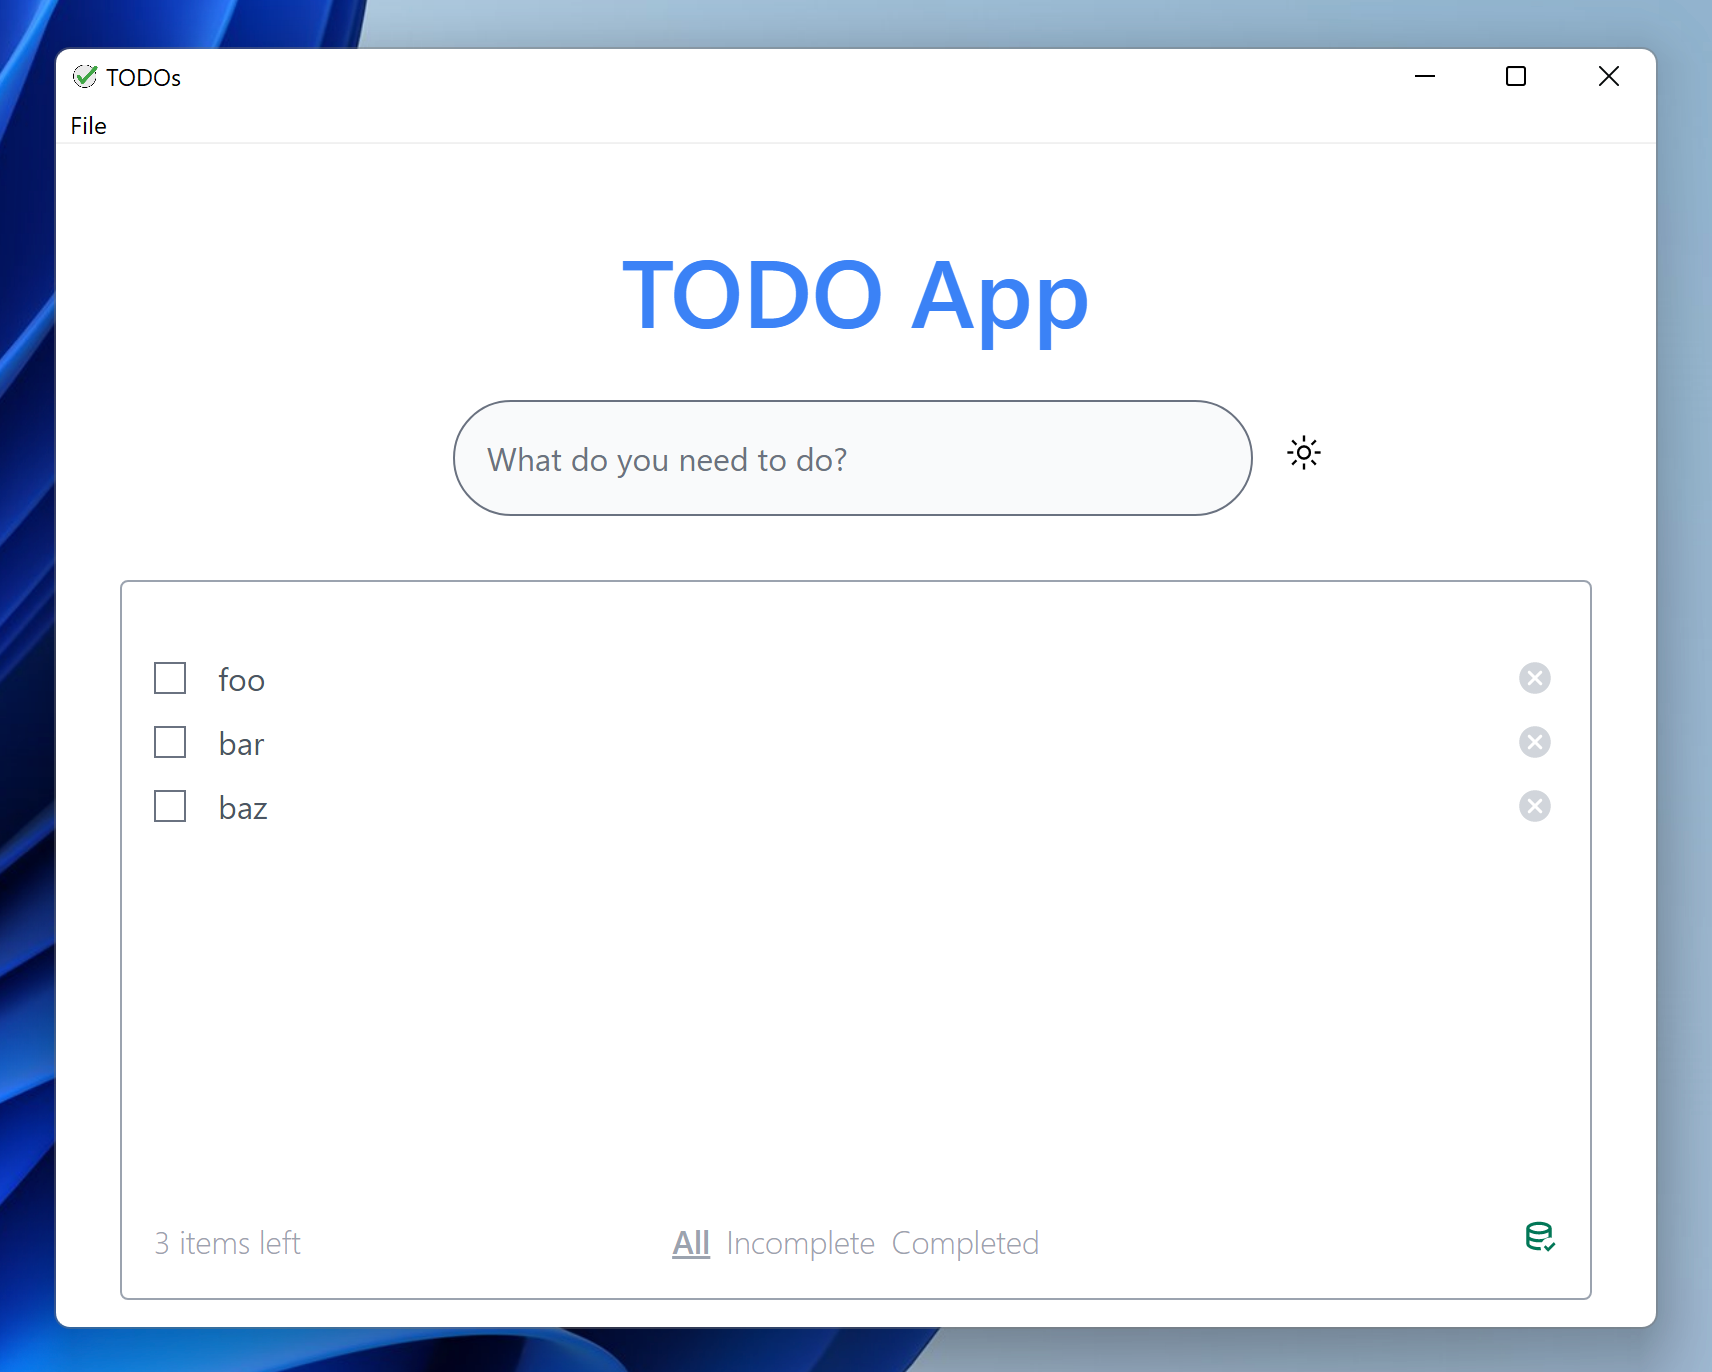 TODOs
File
TODO App
What do you need to do?
foo
bar
baz
3 items left All Incomplete Completed